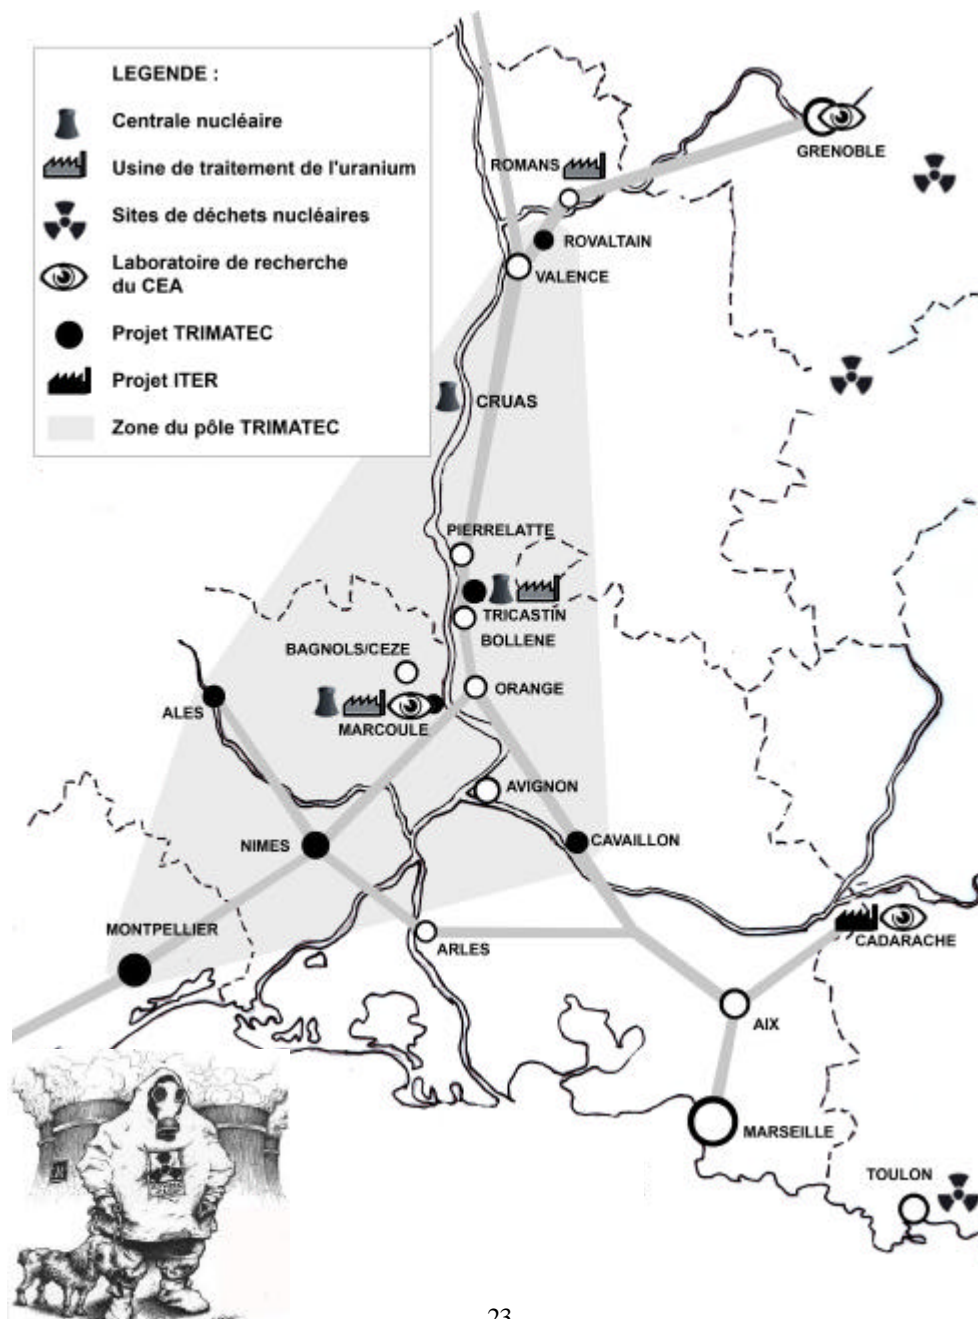 LEGENDE :
Centrale nucléaire
Usine de traitement de l'uranium
Sites de déchets nucléaires
Laboratoire de recherche
du CEA
Projet TRIMATEC
Projet ITER
Zone du pôle TRIMATEC
GRENOBLE
ROMANS
ROVALTAIN
VALENCE
CRUAS
PIERRELATTE
TRICASTIN
BOLLENE
BAGNOLS/CEZE
ORANGE
ALES
MARCOULE
AVIGNON
NIMES
CAVAILLON
MONTPELLIER
ARLES
CADARACHE
AIX
MARSEILLE
TOULON
23